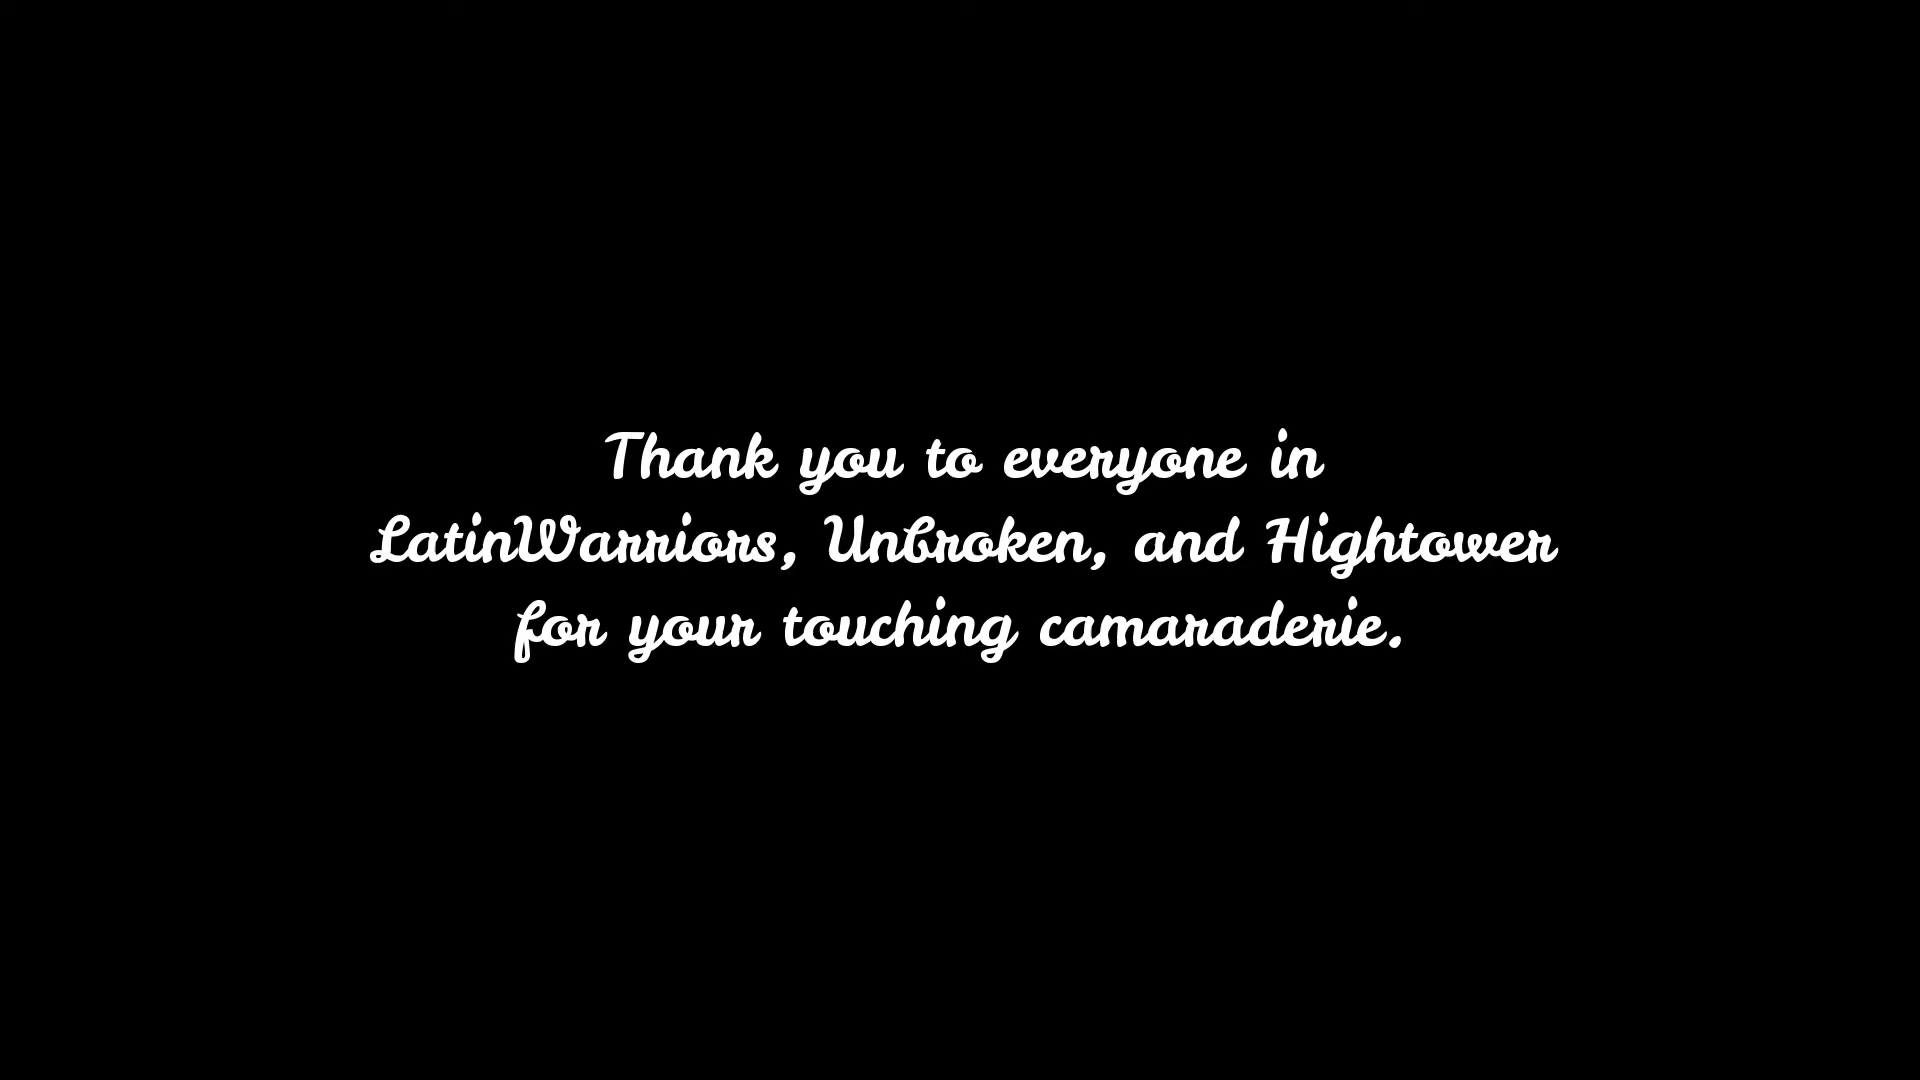 Thank you to everyone in
LatinWarriors, Unbroken, and Hightower
for your touching camaraderie.